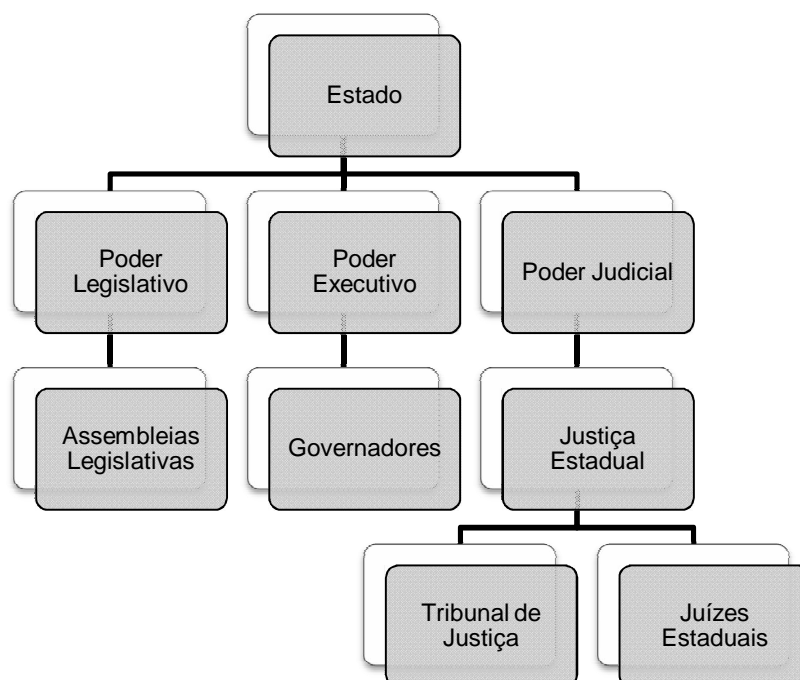 Estado
Poder
Legislativo
Poder
Executivo
Poder Judicial
Assembleias
Legislativas
Governadores
Justiça
Estadual
Tribunal de
Justiça
Juízes
Estaduais